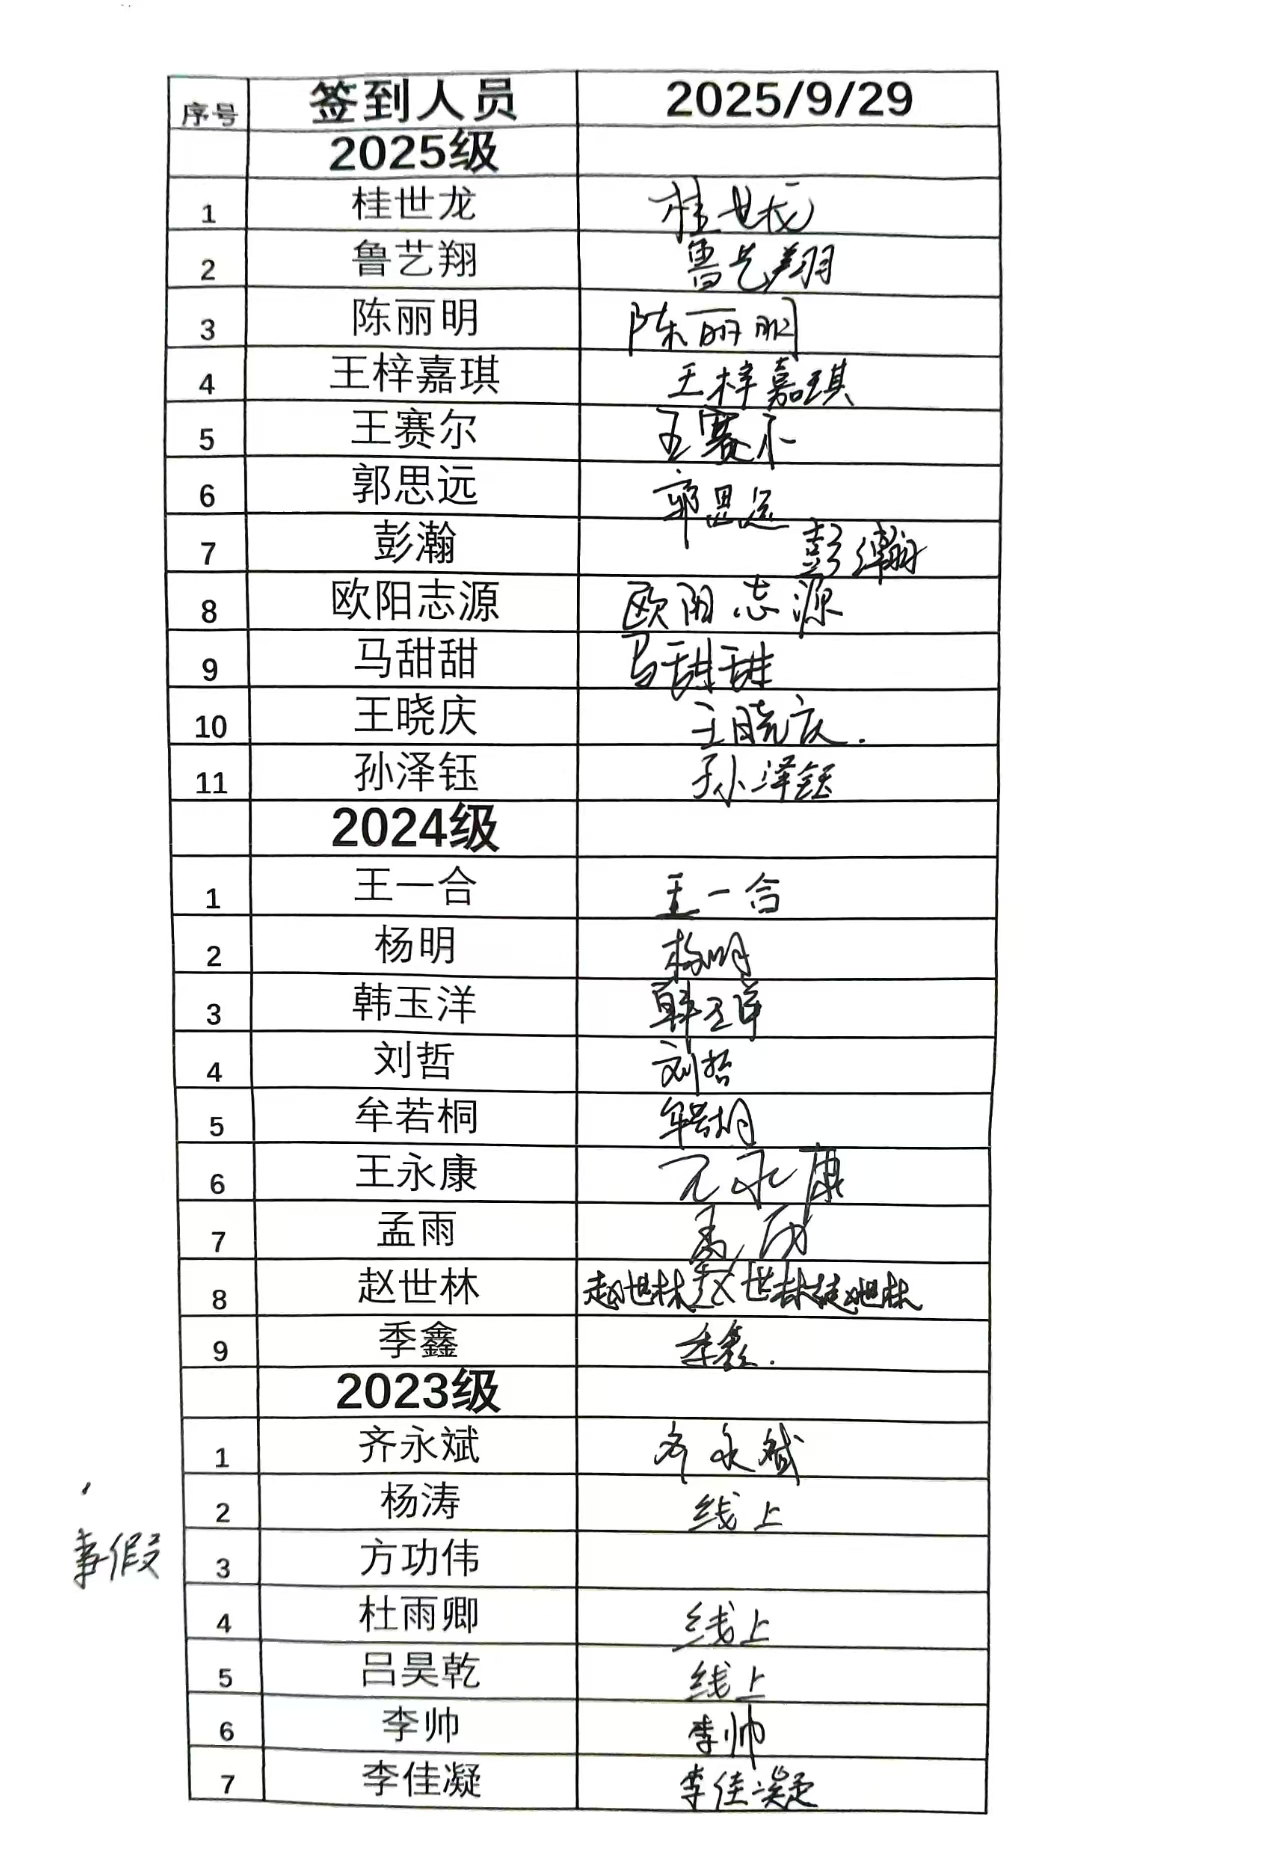 序号 签到人员 2025/9/29
2025级
1 桂世龙 桂世龙
2 鲁艺翔 鲁艺翔
3 陈丽明 陈丽明
4 王梓嘉琪 王梓嘉琪
5 王赛尔 王赛尔
6 郭思远 郭思远
7 彭瀚 彭瀚
8 欧阳志源 欧阳志源
9 马甜甜 马甜甜
10 王晓庆 王晓庆.
11 孙泽钰 孙泽钰
2024级
1 王一合 王一合
2 杨明 杨明
3 韩玉洋 韩玉洋
4 刘哲 刘哲
5 牟若桐 牟若桐
6 王永康 王永康
7 孟雨 孟雨
8 赵世林 赵世林赵世林赵世林
9 季鑫 季鑫.
2023级
1 齐永斌 齐永斌
2 杨涛 线上
事假 3 方功伟
4 杜雨卿 线上
5 吕昊乾 线上
6 李帅 李帅
7 李佳凝 李佳凝